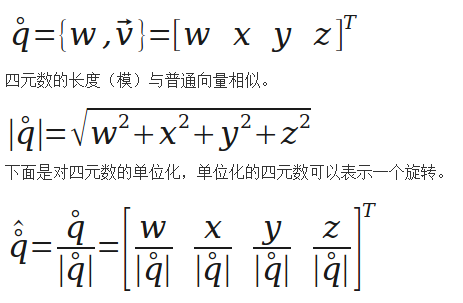 q̊={w,v⃗}=[w x y z]ᵀ
四元数的长度（模）与普通向量相似。
|q̊|=√(w²+x²+y²+z²)
下面是对四元数的单位化，单位化的四元数可以表示一个旋转。
q̊̂=q̊/|q̊|=[w/|q̊| x/|q̊| y/|q̊| z/|q̊|]ᵀ